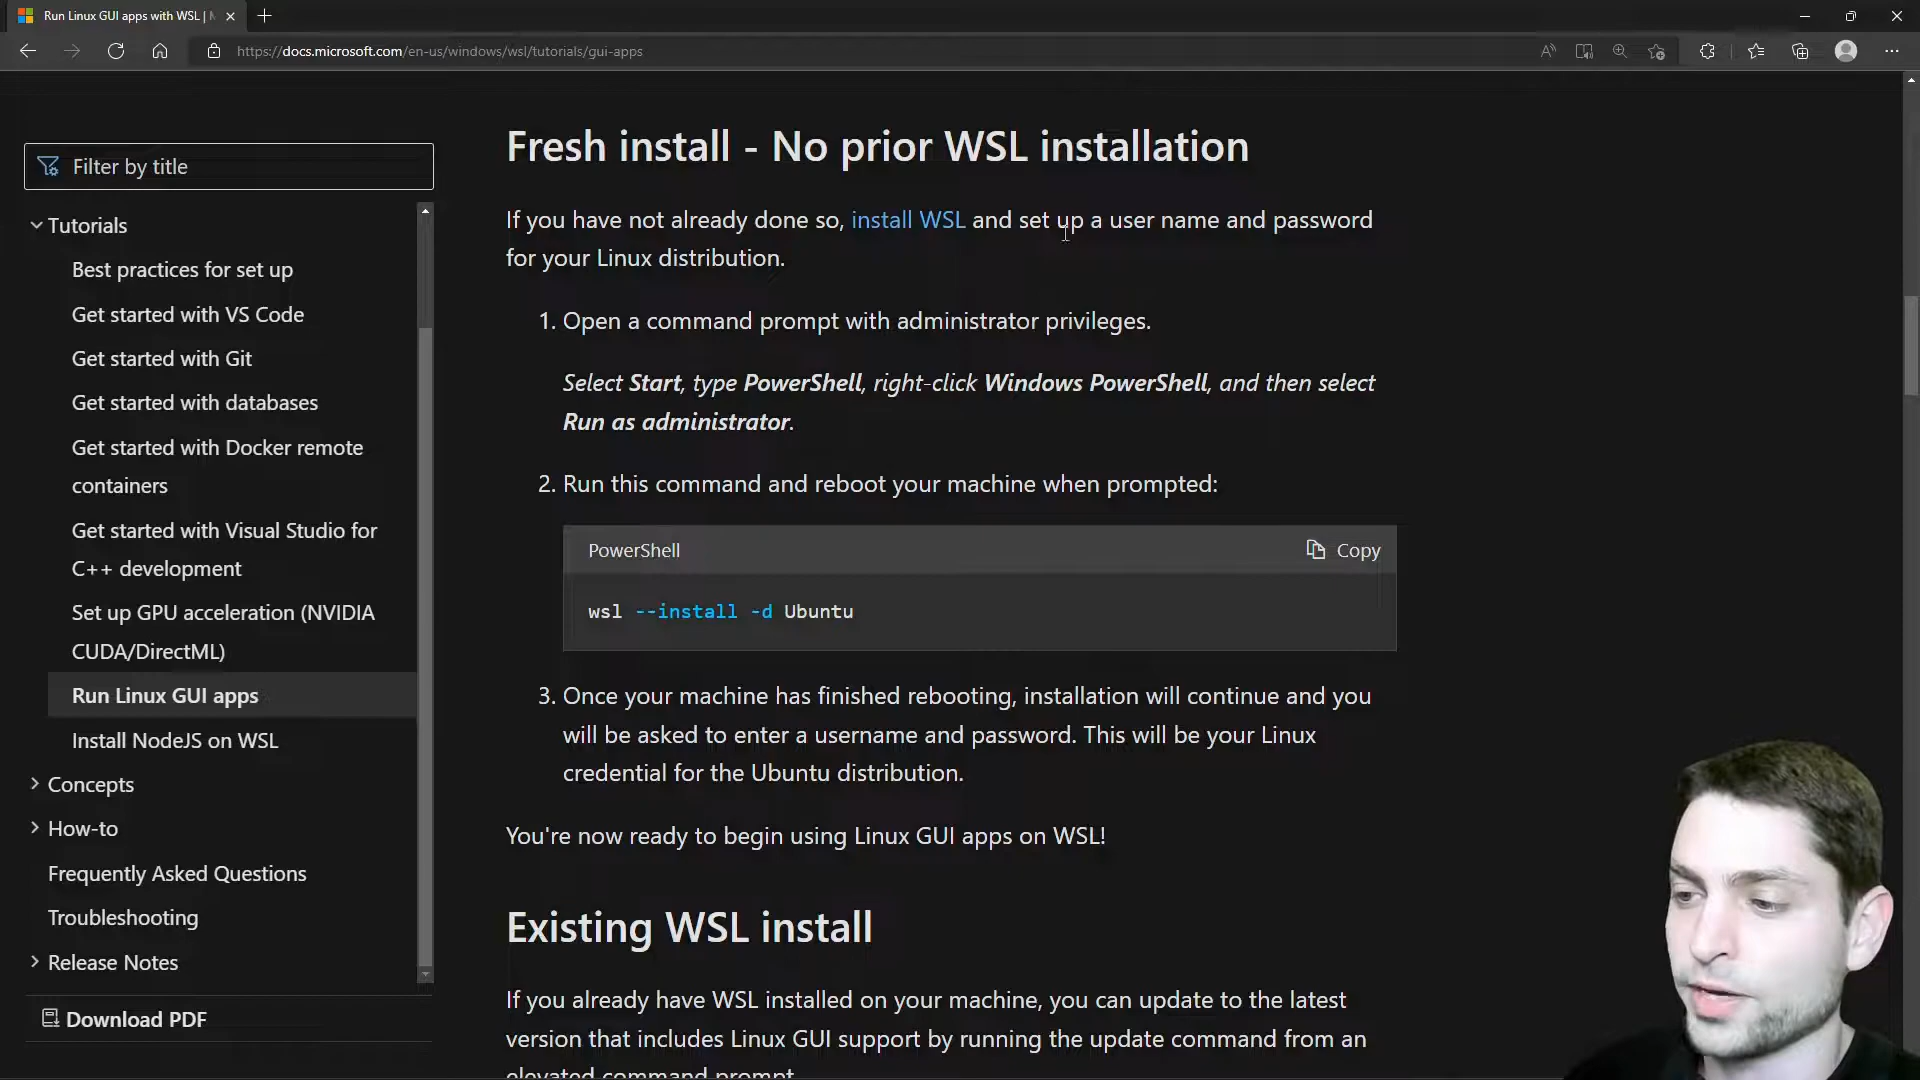 Run Linux GUI apps with WSL |
https://docs.microsoft.com/en-us/windows/wsl/tutorials/gui-apps
Filter by title
Tutorials
Best practices for set up
Get started with VS Code
Get started with Git
Get started with databases
Get started with Docker remote
containers
Get started with Visual Studio for
C++ development
Set up GPU acceleration (NVIDIA
CUDA/DirectML)
Run Linux GUI apps
Install NodeJS on WSL
Concepts
How-to
Frequently Asked Questions
Troubleshooting
Release Notes
Download PDF
Fresh install - No prior WSL installation
If you have not already done so, install WSL and set up a user name and password
for your Linux distribution.
1. Open a command prompt with administrator privileges.
Select Start, type PowerShell, right-click Windows PowerShell, and then select
Run as administrator.
2. Run this command and reboot your machine when prompted:
PowerShell
Copy
wsl --install -d Ubuntu
3. Once your machine has finished rebooting, installation will continue and you
will be asked to enter a username and password. This will be your Linux
credential for the Ubuntu distribution.
You're now ready to begin using Linux GUI apps on WSL!
Existing WSL install
If you already have WSL installed on your machine, you can update to the latest
version that includes Linux GUI support by running the update command from an
elevated command prompt.